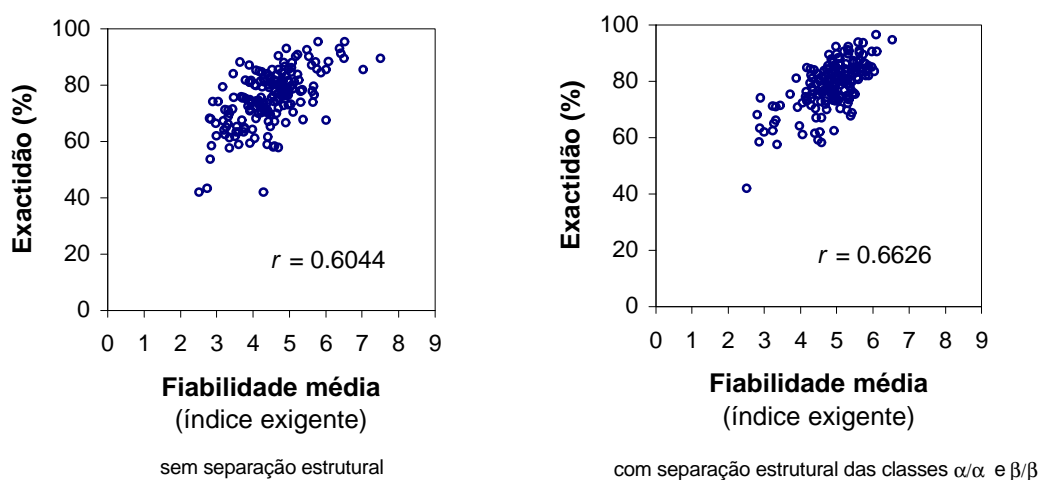 100
80
60
40
20
0
Exactidão (%)
r = 0.6044
0 1 2 3 4 5 6 7 8 9
Fiabilidade média
(índice exigente)
sem separação estrutural
100
80
60
40
20
0
Exactidão (%)
r = 0.6626
0 1 2 3 4 5 6 7 8 9
Fiabilidade média
(índice exigente)
com separação estrutural das classes α/α e β/β